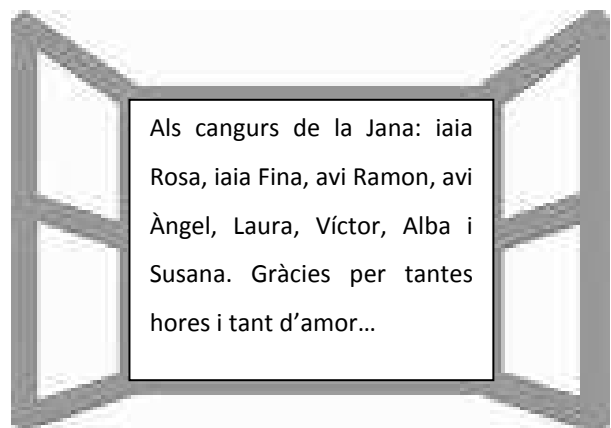 Als cangurs de la Jana: iaia
Rosa, iaia Fina, avi Ramon, avi
Àngel, Laura, Víctor, Alba i
Susana. Gràcies per tantes
hores i tant d’amor…